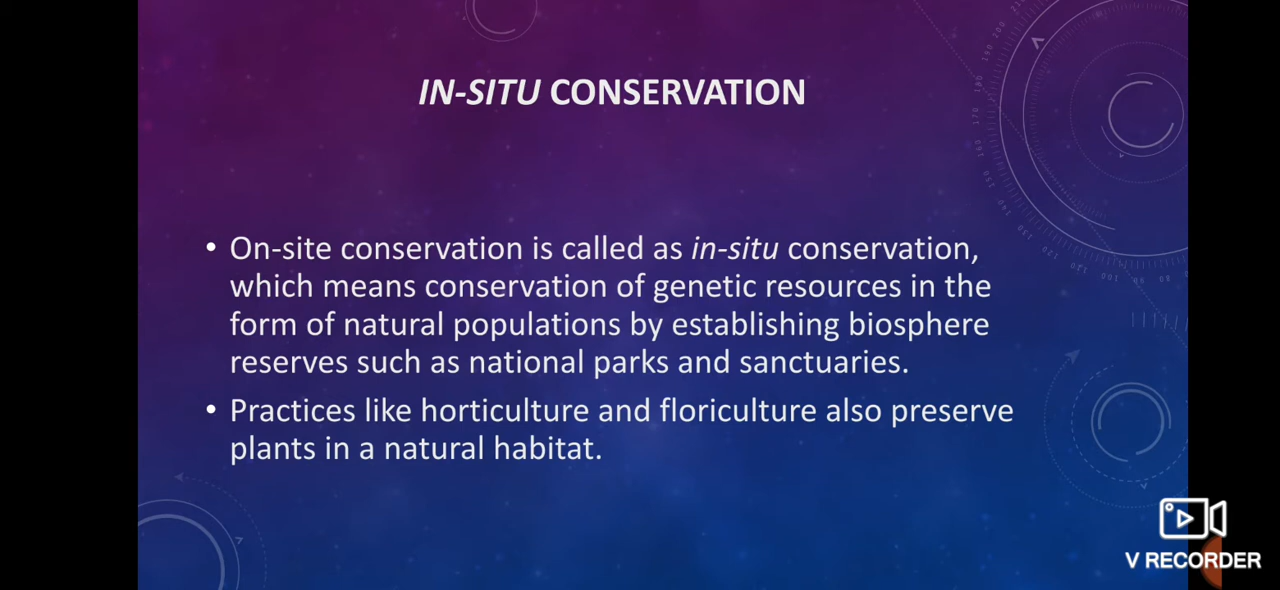 IN-SITU CONSERVATION
• On-site conservation is called as in-situ conservation,
which means conservation of genetic resources in the
form of natural populations by establishing biosphere
reserves such as national parks and sanctuaries.
• Practices like horticulture and floriculture also preserve
plants in a natural habitat.
V RECORDER